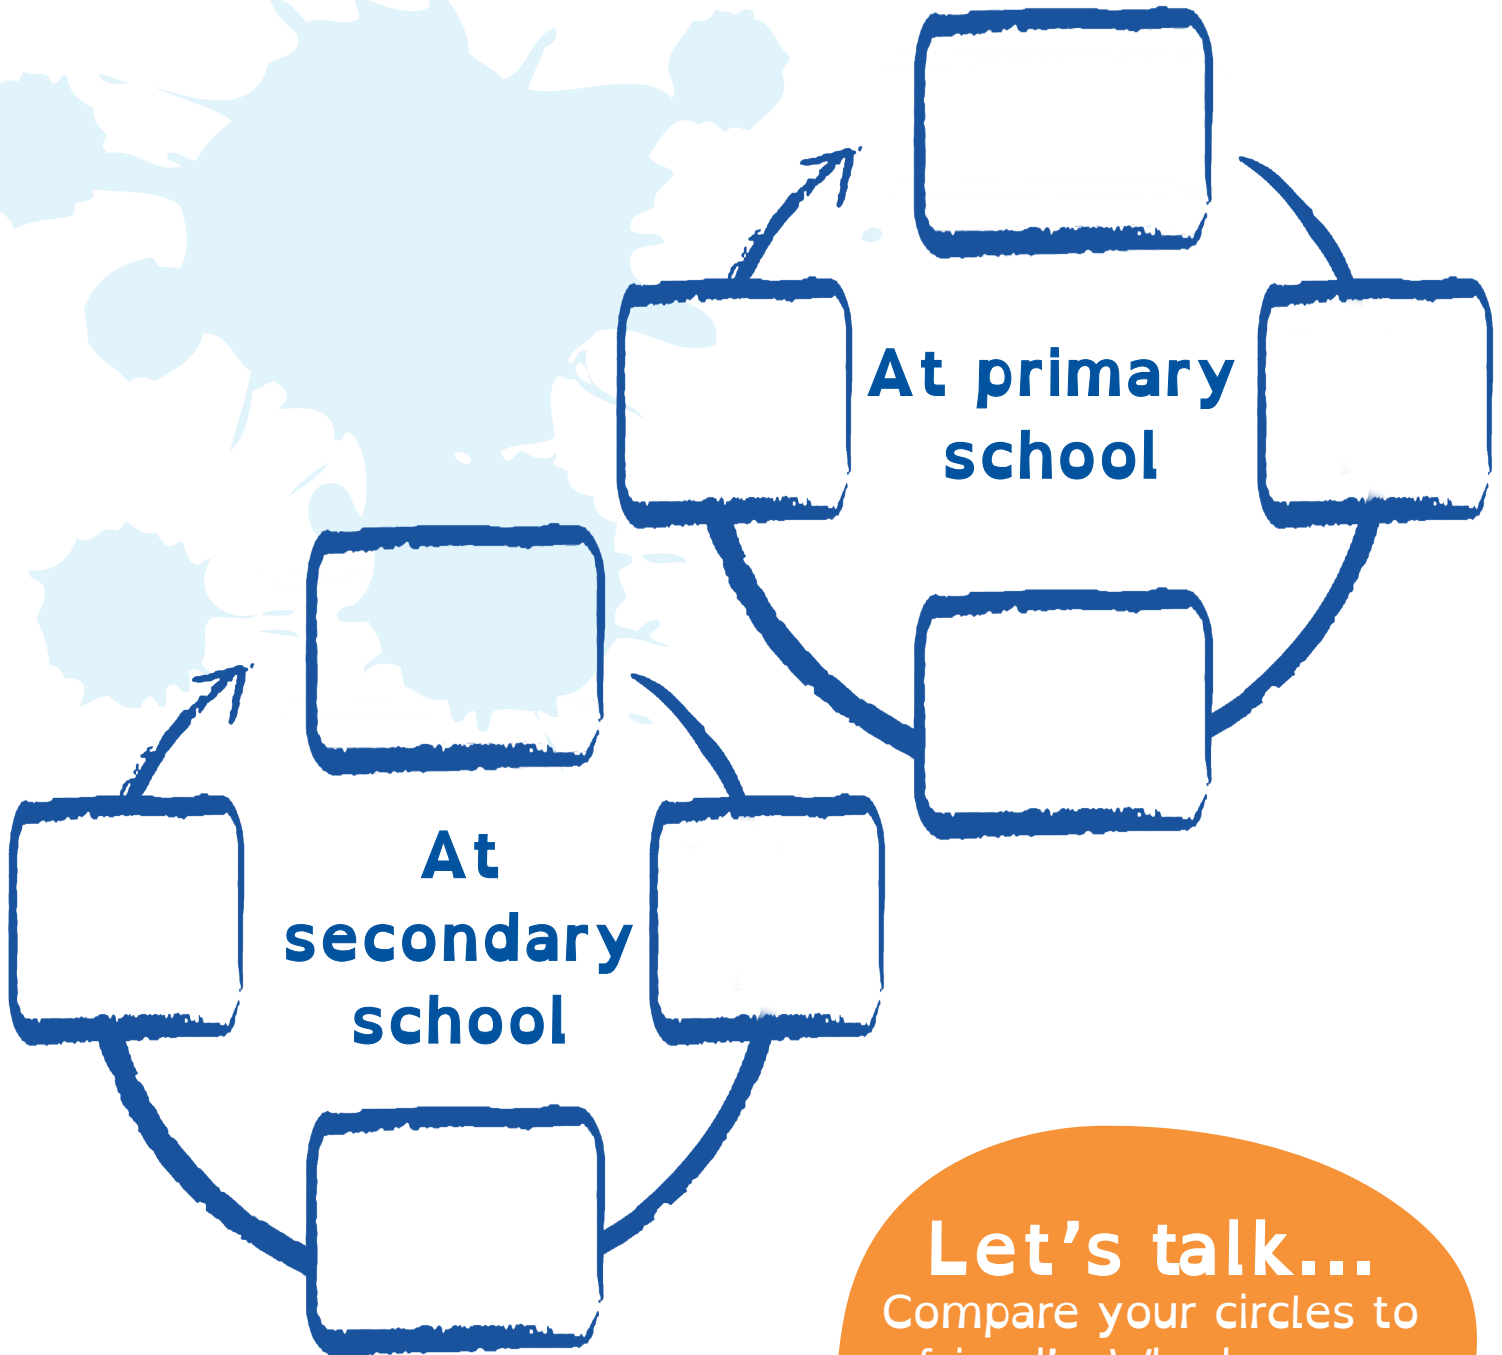 At primary
school
At
secondary
school
Let's talk...
Compare your circles to